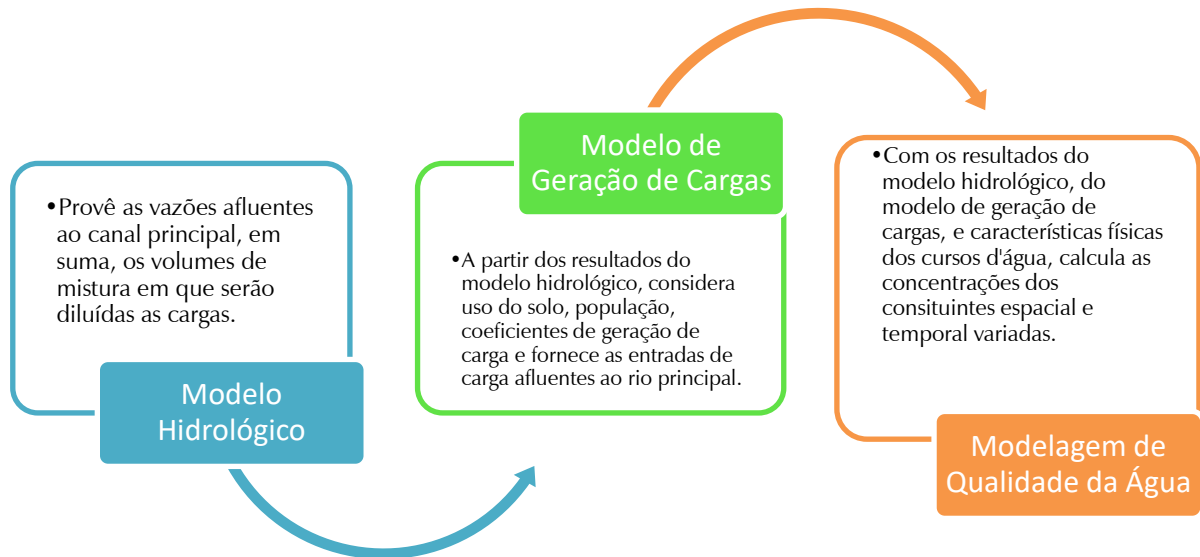 •Provê as vazões afluentes
ao canal principal, em
suma, os volumes de
mistura em que serão
diluídas as cargas.
Modelo
Hidrológico
Modelo de
Geração de Cargas
•A partir dos resultados do
modelo hidrológico, considera
uso do solo, população,
coeficientes de geração de
carga e fornece as entradas de
carga afluentes ao rio principal.
•Com os resultados do
modelo hidrológico, do
modelo de geração de
cargas, e características físicas
dos cursos d'água, calcula as
concentrações dos
consituintes espacial e
temporal variadas.
Modelagem de
Qualidade da Água